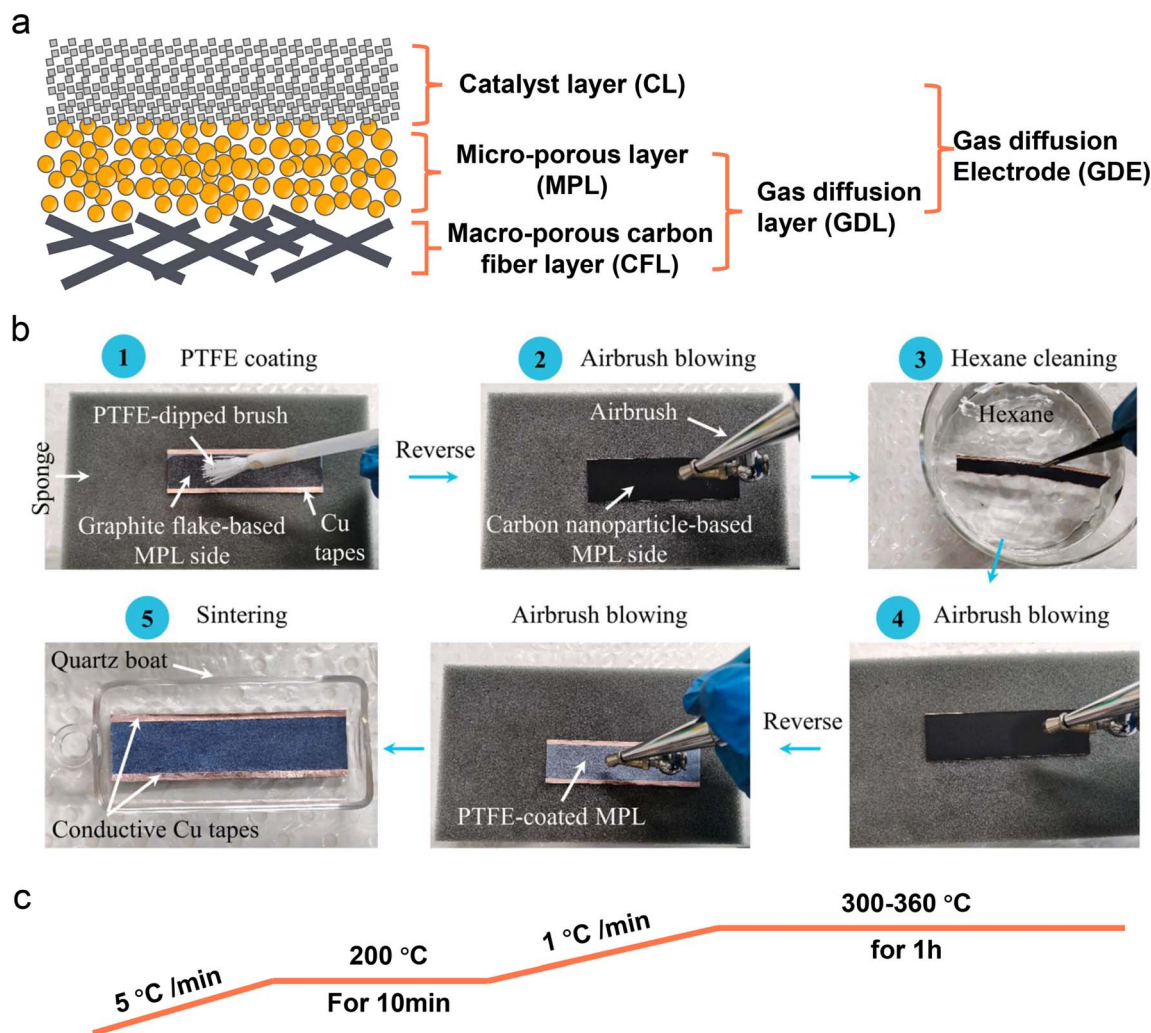 a
Catalyst layer (CL)
Micro-porous layer
(MPL)
Macro-porous carbon
fiber layer (CFL)
Gas diffusion
layer (GDL)
Gas diffusion
Electrode (GDE)
b
1
PTFE coating
PTFE-dipped brush
Sponge
Graphite flake-based
MPL side
Cu
tapes
Reverse
2
Airbrush blowing
Airbrush
Carbon nanoparticle-based
MPL side
3
Hexane cleaning
Hexane
4
Airbrush blowing
Reverse
Airbrush blowing
PTFE-coated MPL
5
Sintering
Quartz boat
Conductive Cu tapes
c
5 °C /min
200 °C
For 10min
1 °C /min
300-360 °C
for 1h